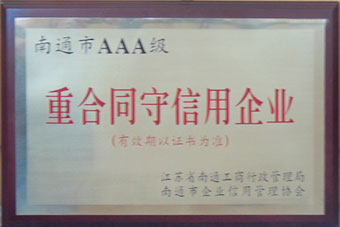 南通市AAA级
重合同守信用企业
(有效期以证书为准)
江苏省南通工商行政管理局
南通市企业信用管理协会